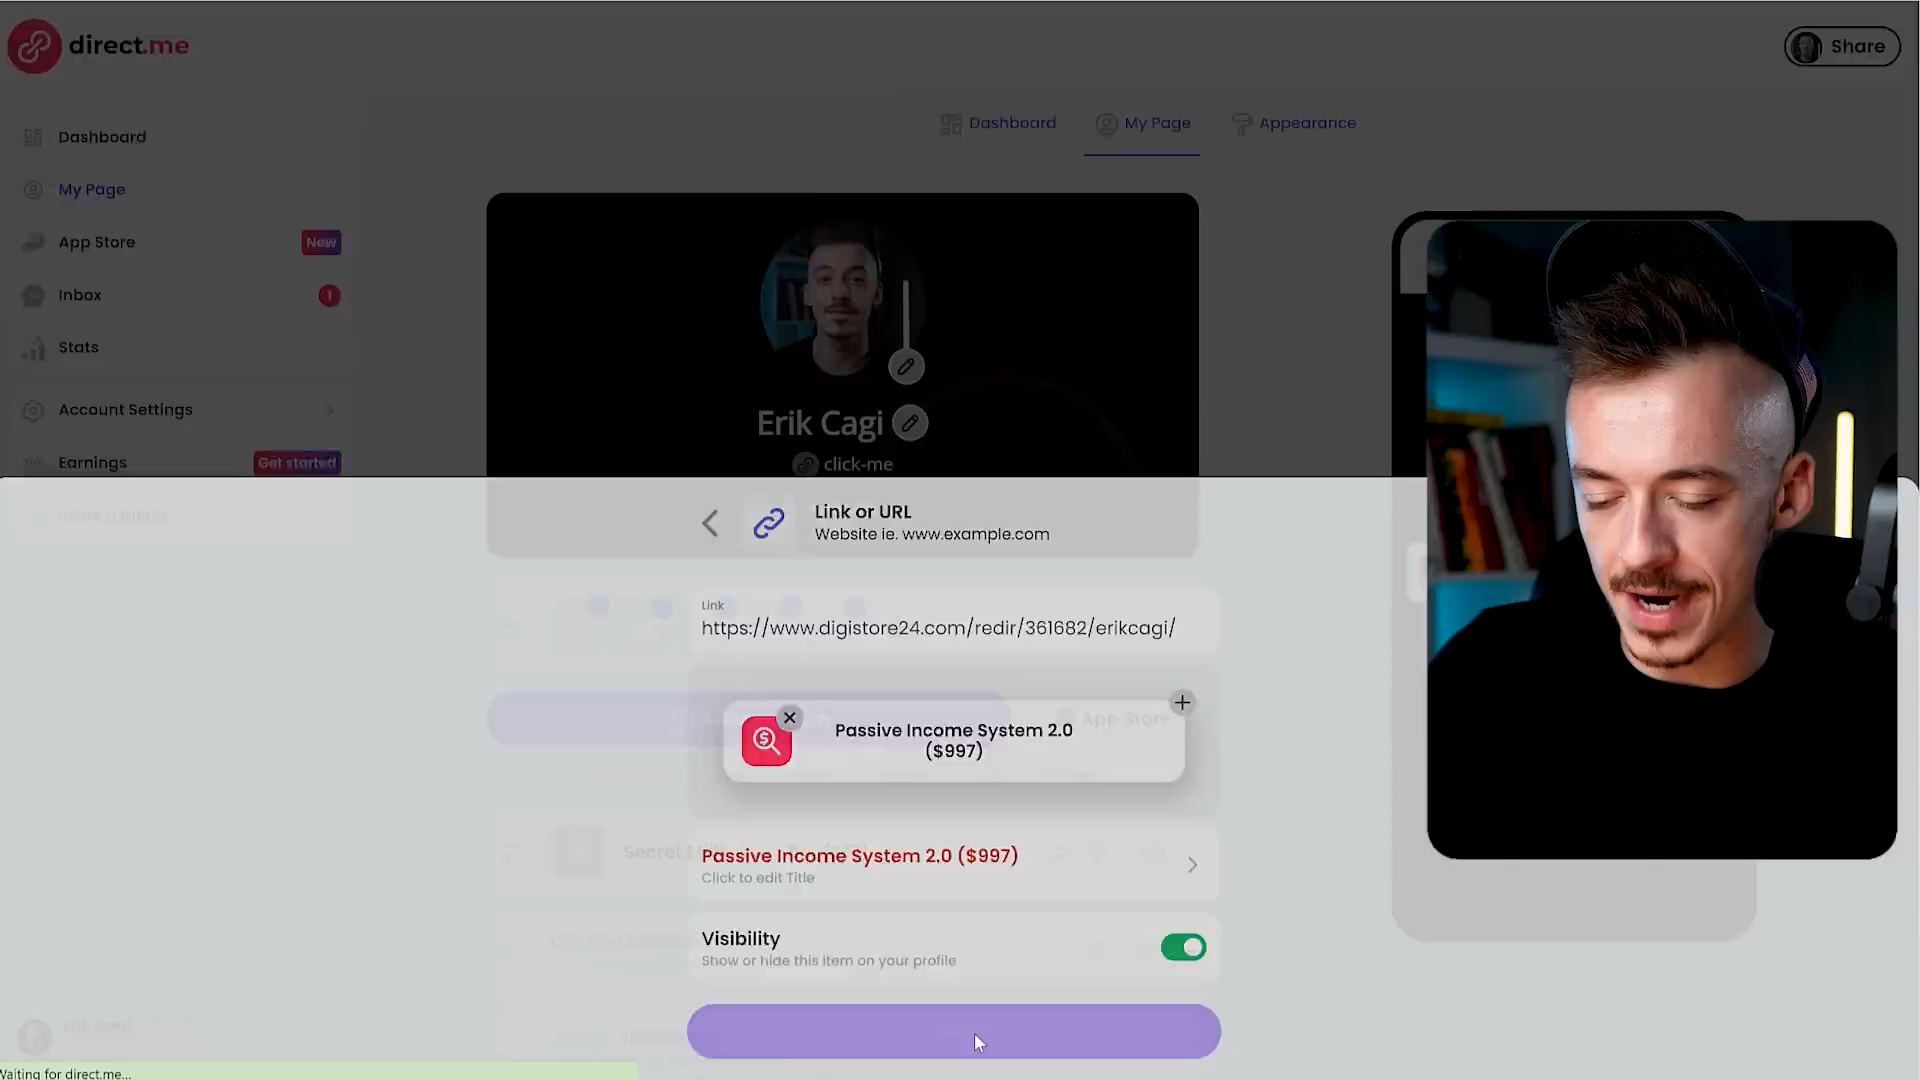 direct.me
Share
Dashboard
My Page
Appearance
Dashboard
My Page
App Store
New
Inbox
1
Stats
Account Settings
Earnings
Get started
Erik Cagi
click-me
Link or URL
Website ie. www.example.com
Link
https://www.digistore24.com/redir/361682/erikcagi/
App Store
Passive Income System 2.0
($997)
Secret
Passive Income System 2.0 ($997)
Click to edit Title
Visibility
Show or hide this item on your profile
Waiting for direct.me...